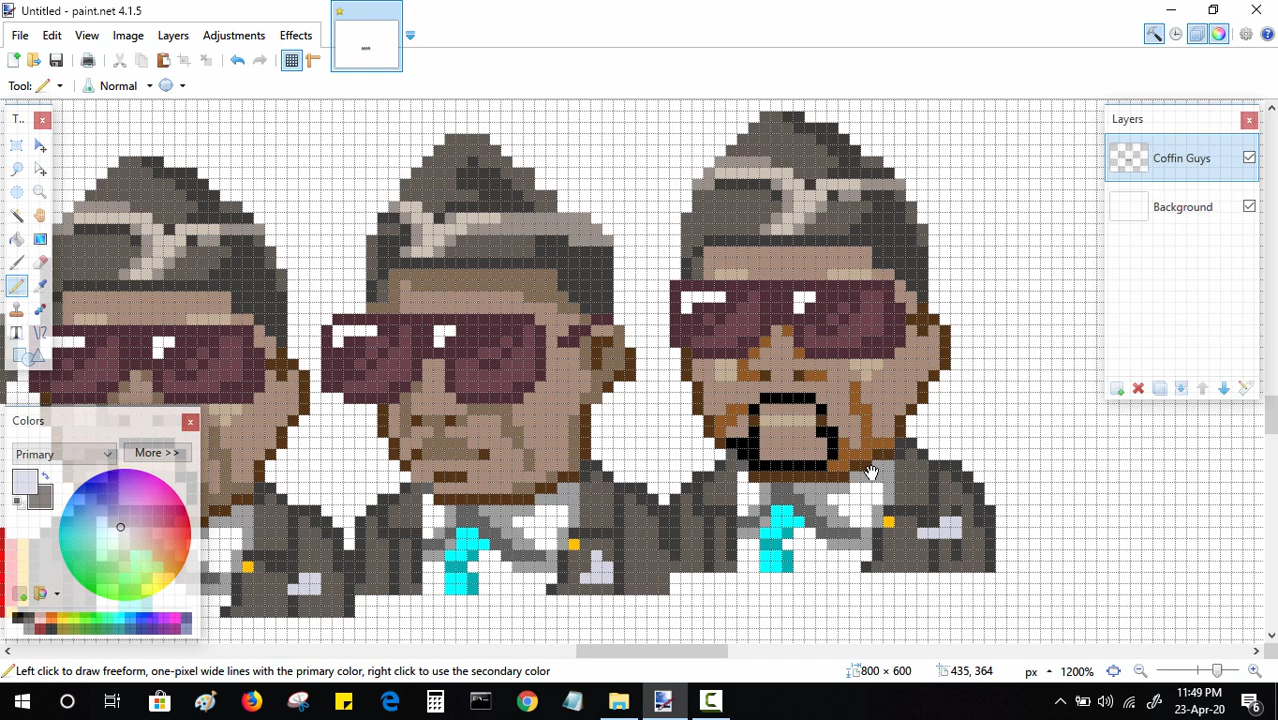 Untitled - paint.net 4.1.5
File Edit View Image Layers Adjustments Effects
Tool: Normal
T.. Layers
Coffin Guys
Background
Colors
Primary More >>
Left click to draw freeform, one-pixel wide lines with the primary color, right click to use the secondary color 800 × 600 435, 364 px 1200%
11:49 PM
23-Apr-20
6